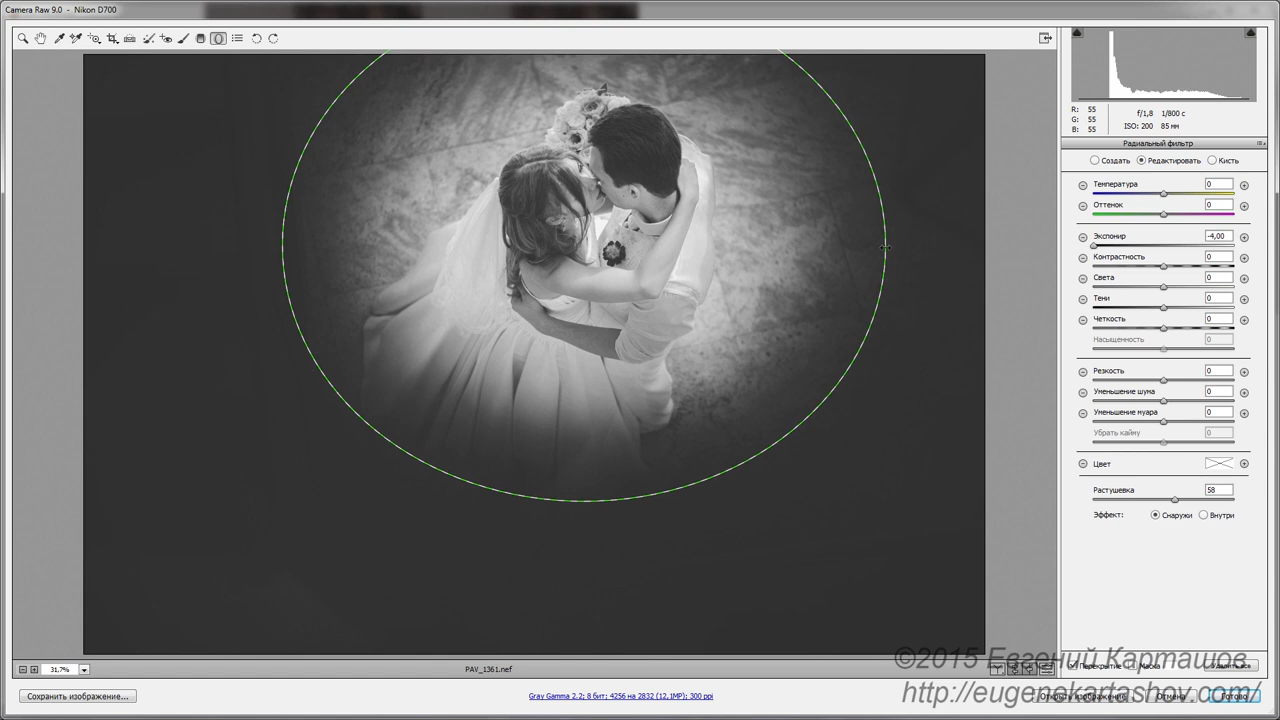 Camera Raw 9.0 - Nikon D700
R: 55
G: 55
B: 55
f/1,8 1/800 с
ISO: 200 85 мм
Радиальный фильтр
Создать Редактировать Кисть
Температура 0
Оттенок 0
Экспонир -4,00
Контрастность 0
Света 0
Тени 0
Четкость 0
Насыщенность 0
Резкость 0
Уменьшение шума 0
Уменьшение муара 0
Убрать кайму 0
Цвет
Растушевка 58
Эффект: Снаружи Внутри
©2015 Евгений Карташов
Перекрытие Маска Удалить все
31,7% PAV_1361.nef
http://eugenekartashov.com/
Сохранить изображение... Gray Gamma 2.2; 8 бит; 4256 на 2832 (12,1MP); 300 ppi Открыть изображение Отмена Готово